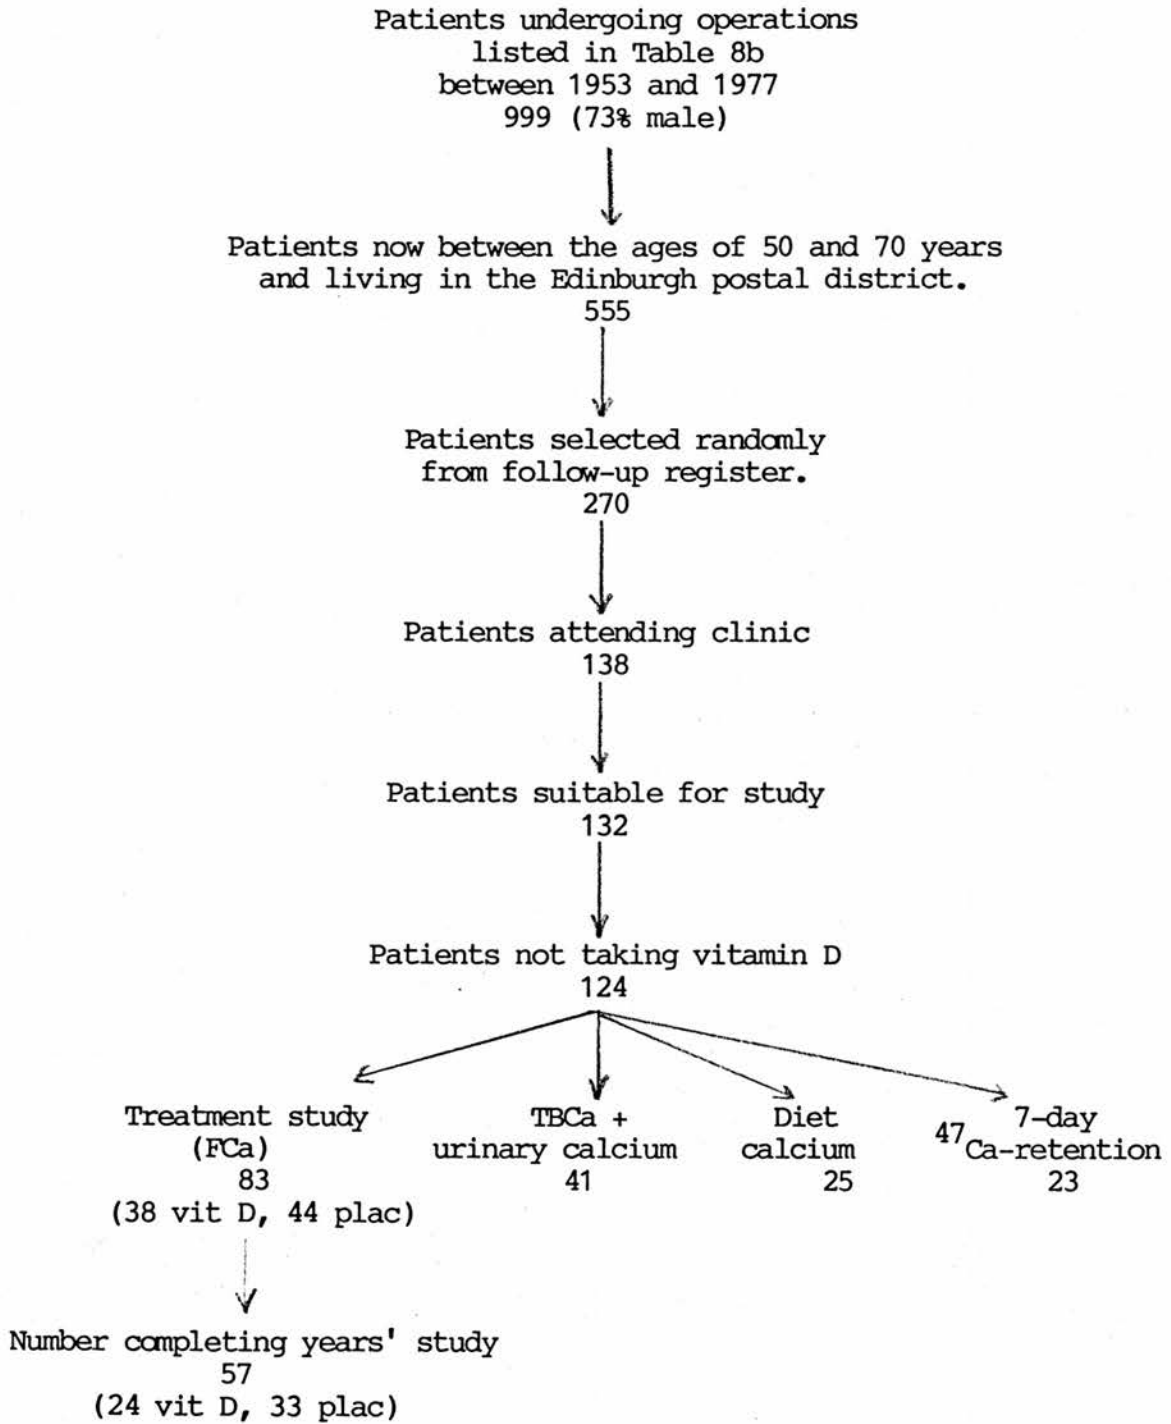 Patients undergoing operations
listed in Table 8b
between 1953 and 1977
999 (73% male)
Patients now between the ages of 50 and 70 years
and living in the Edinburgh postal district.
555
Patients selected randomly
from follow-up register.
270
Patients attending clinic
138
Patients suitable for study
132
Patients not taking vitamin D
124
Treatment study
(FCa)
83
(38 vit D, 44 plac)
TBCa +
urinary calcium
41
Diet
calcium
25
7-day
47Ca-retention
23
Number completing years' study
57
(24 vit D, 33 plac)